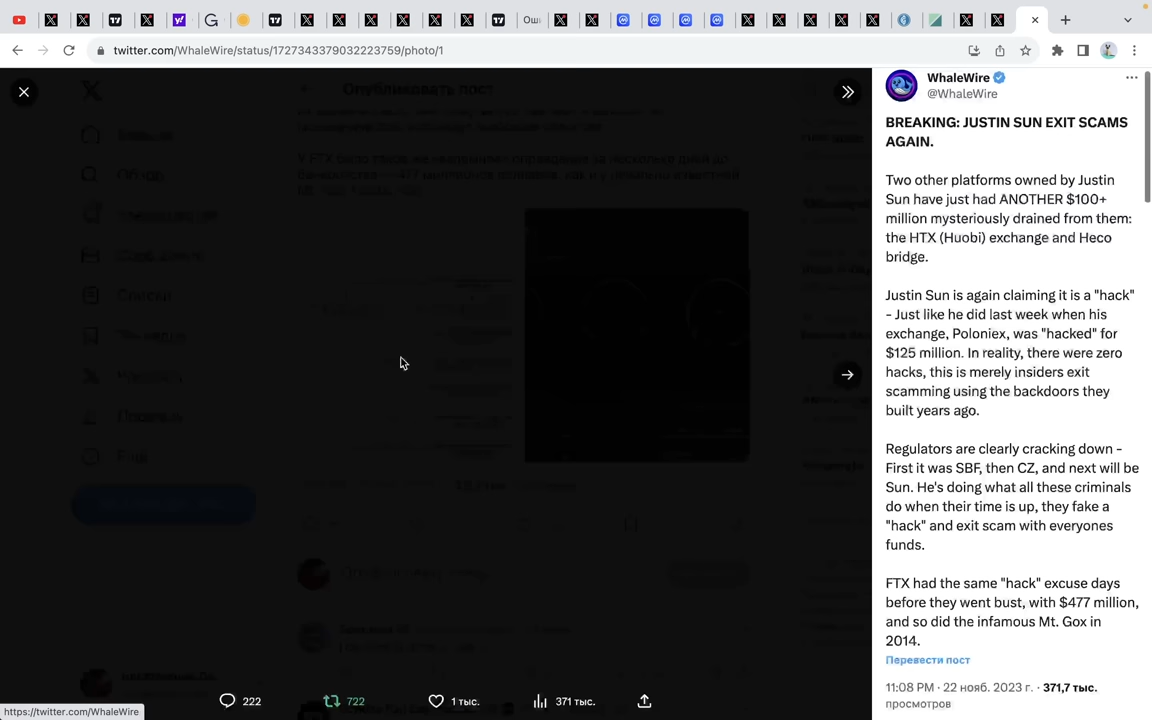 Оши
twitter.com/WhaleWire/status/1727343379032223759/photo/1
Опубликовать пост
WhaleWire
@WhaleWire
BREAKING: JUSTIN SUN EXIT SCAMS
AGAIN.
Two other platforms owned by Justin
Sun have just had ANOTHER $100+
million mysteriously drained from them:
the HTX (Huobi) exchange and Heco
bridge.
Justin Sun is again claiming it is a "hack"
- Just like he did last week when his
exchange, Poloniex, was "hacked" for
$125 million. In reality, there were zero
hacks, this is merely insiders exit
scamming using the backdoors they
built years ago.
Regulators are clearly cracking down -
First it was SBF, then CZ, and next will be
Sun. He's doing what all these criminals
do when their time is up, they fake a
"hack" and exit scam with everyones
funds.
FTX had the same "hack" excuse days
before they went bust, with $477 million,
and so did the infamous Mt. Gox in
2014.
Перевести пост
11:08 PM · 22 нояб. 2023 г. · 371,7 тыс.
просмотров
222
722
1 тыс.
371 тыс.
https://twitter.com/WhaleWire